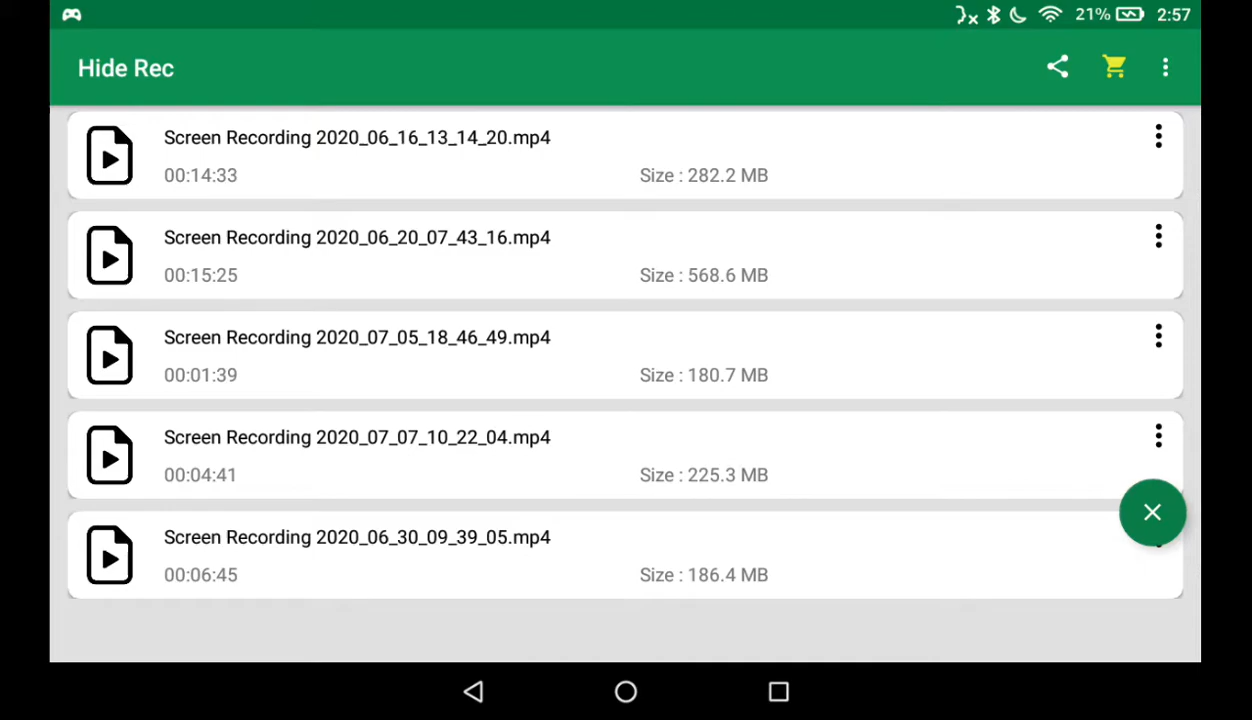 21% 2:57
Hide Rec
Screen Recording 2020_06_16_13_14_20.mp4
00:14:33 Size : 282.2 MB
Screen Recording 2020_06_20_07_43_16.mp4
00:15:25 Size : 568.6 MB
Screen Recording 2020_07_05_18_46_49.mp4
00:01:39 Size : 180.7 MB
Screen Recording 2020_07_07_10_22_04.mp4
00:04:41 Size : 225.3 MB
Screen Recording 2020_06_30_09_39_05.mp4
00:06:45 Size : 186.4 MB